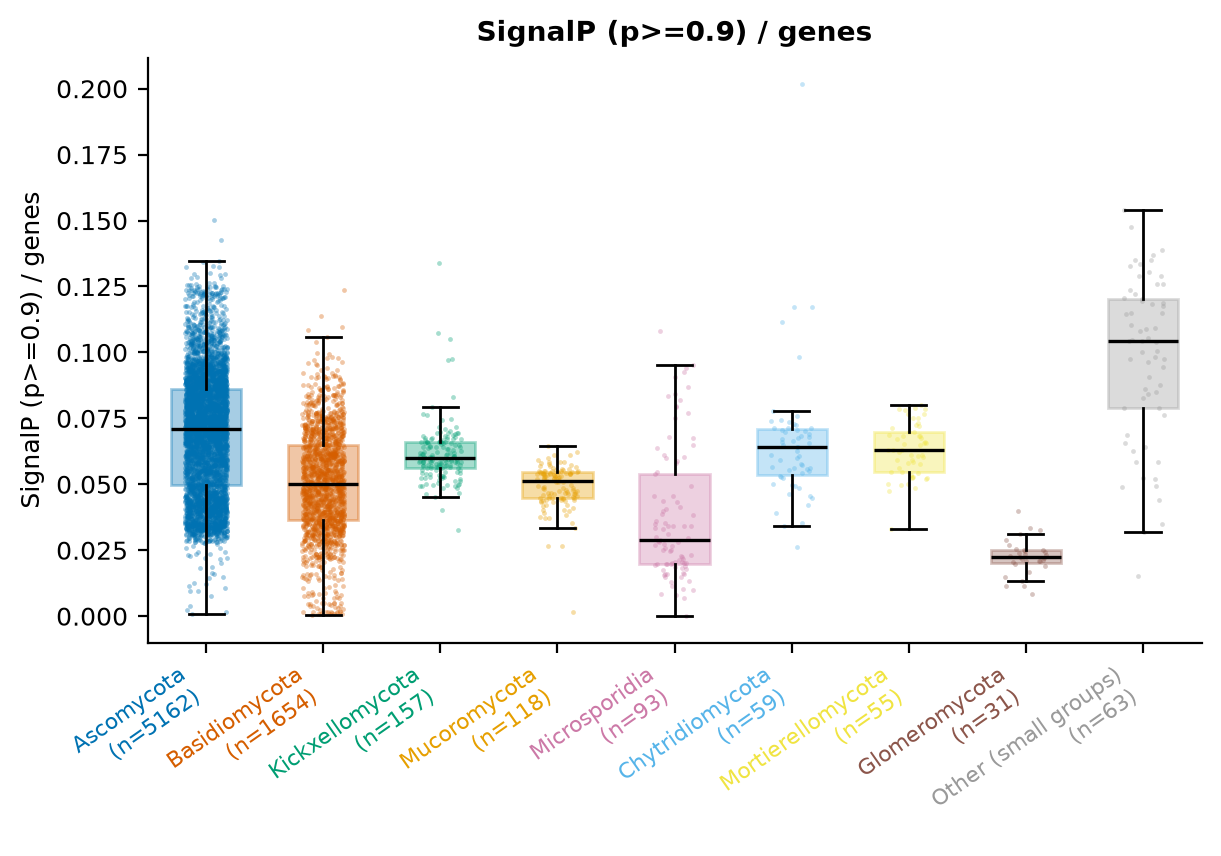 SignalP (p>=0.9) / genes
SignalP (p>=0.9) / genes
0.200
0.175
0.150
0.125
0.100
0.075
0.050
0.025
0.000
Ascomycota
(n=5162)
Basidiomycota
(n=1654)
Kickxellomycota
(n=157)
Mucoromycota
(n=118)
Microsporidia
(n=93)
Chytridiomycota
(n=59)
Mortierellomycota
(n=55)
Glomeromycota
(n=31)
Other (small groups)
(n=63)